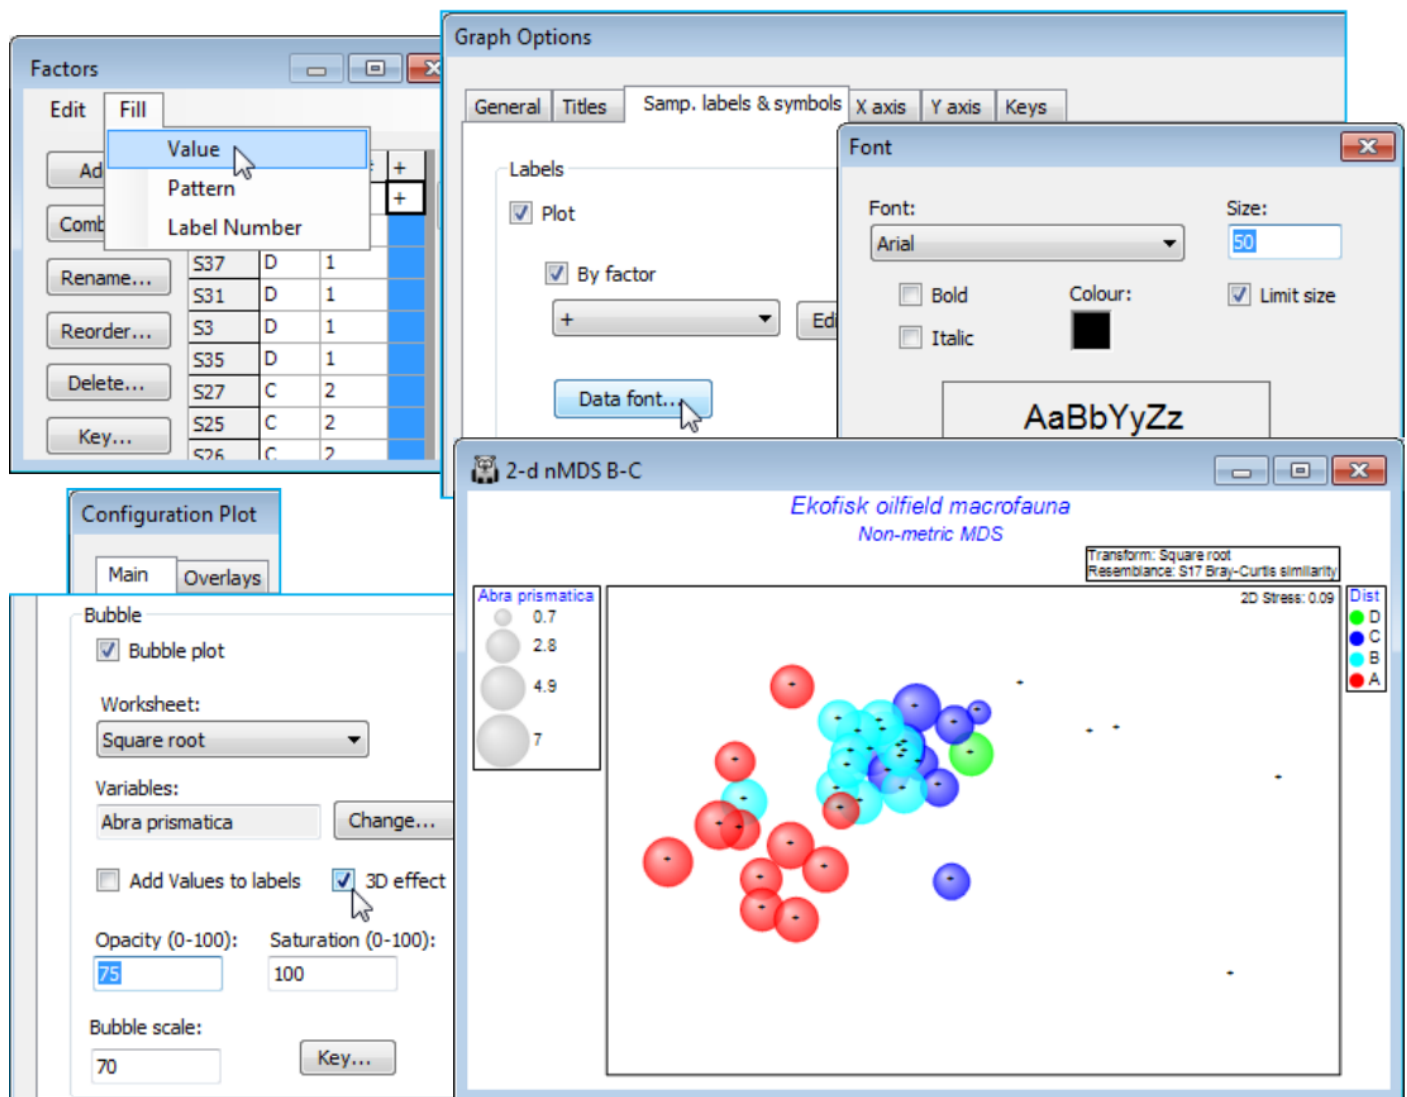 Factors
Edit Fill
Value
Pattern
Label Number
Ad
+
+
Comb
Rename...
Reorder...
Delete...
Key...
S37 D 1
S31 D 1
S3 D 1
S35 D 1
S27 C 2
S25 C 2
S26 C 2
Graph Options
General Titles Samp. labels & symbols X axis Y axis Keys
Labels
Plot
By factor
+
Edi
Data font...
Font
Font: Size:
Arial 50
Bold Colour: Limit size
Italic
AaBbYyZz
Configuration Plot
Main Overlays
Bubble
Bubble plot
Worksheet:
Square root
Variables:
Abra prismatica Change...
Add Values to labels 3D effect
Opacity (0-100): Saturation (0-100):
75 100
Bubble scale:
70 Key...
2-d nMDS B-C
Ekofisk oilfield macrofauna
Non-metric MDS
Transform: Square root
Resemblance: S17 Bray-Curtis similarity
Abra prismatica
0.7
2.8
4.9
7
2D Stress: 0.09
Dist
D
C
B
A